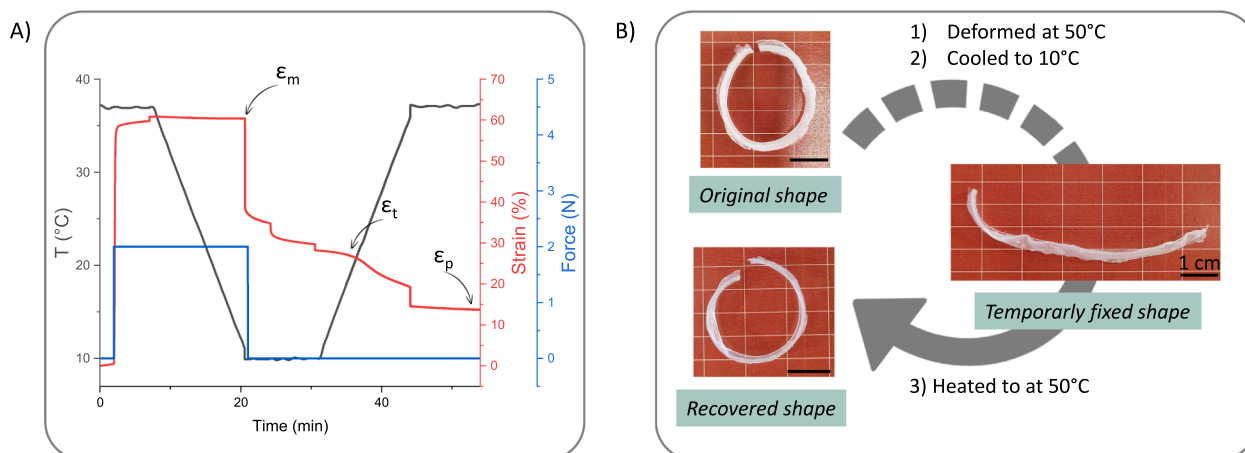 A)
εm
εt
εp
40
30
20
10
T (°C)
0
20
40
Time (min)
70
60
50
40
30
20
10
0
Strain (%)
5
4
3
2
1
0
Force (N)
B)
1) Deformed at 50°C
2) Cooled to 10°C
Original shape
1 cm
Temporarly fixed shape
3) Heated to at 50°C
Recovered shape